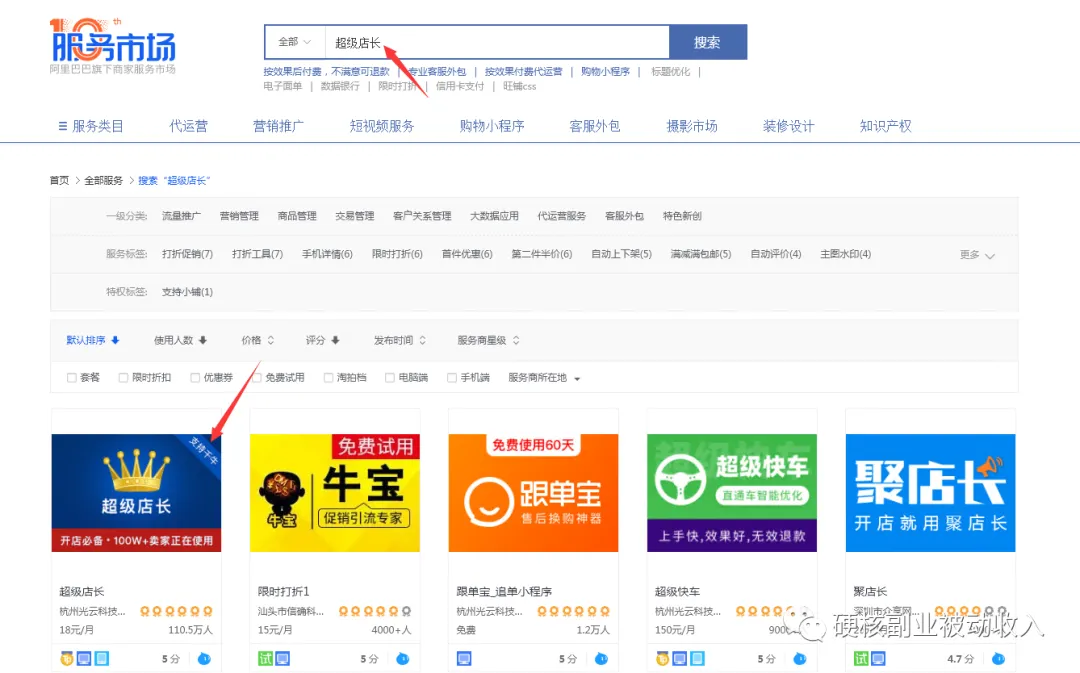 10th
服务市场
阿里巴巴旗下商家服务市场
全部 超级店长 搜索
按效果后付费，不满意可退款 | 专业客服外包 | 按效果付费代运营 | 购物小程序 | 标题优化 |
电子面单 | 数据银行 | 限时打折 | 信用卡支付 | 旺铺css
服务类目 代运营 营销推广 短视频服务 购物小程序 客服外包 摄影市场 装修设计 知识产权
首页 > 全部服务 > 搜索 "超级店长"
一级分类: 流量推广 营销管理 商品管理 交易管理 客户关系管理 大数据应用 代运营服务 客服外包 特色新创
服务标签: 打折促销(7) 打折工具(7) 手机详情(6) 限时打折(6) 首件优惠(6) 第二件半价(6) 自动上下架(5) 满减满包邮(5) 自动评价(4) 主图水印(4) 更多
特权标签: 支持小铺(1)
默认排序 使用人数 价格 评分 发布时间 服务商星级
套餐 限时折扣 优惠券 免费试用 淘拍档 电脑端 手机端 服务商所在地
支持千牛
超级店长
开店必备·100W+卖家正在使用
免费试用
牛宝
牛宝
促销引流专家
免费使用60天
跟单宝
售后换购神器
超级快车
超级快车
直通车智能优化
上手快,效果好,无效退款
聚店长
开店就用聚店长
超级店长 限时打折1 跟单宝_追单小程序 超级快车 聚店长
杭州光云科技... 汕头市信确科... 杭州光云科技... 杭州光云科技... 深圳市众亮网...
18元/月 110.5万人 15元/月 4000+人 免费 1.2万人 150元/月
5 分 试 5 分 5 分 5 分 试 4.7 分
硬核副业被动收入